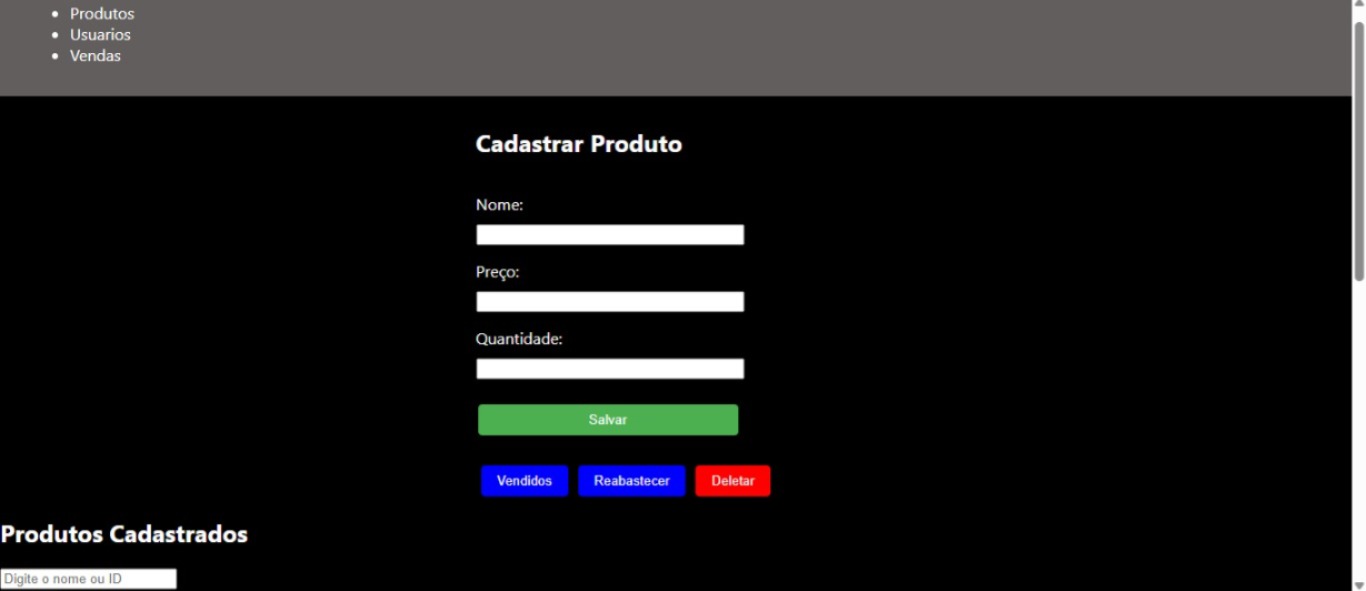 Produtos
Usuarios
Vendas
Cadastrar Produto
Nome:
Preço:
Quantidade:
Salvar
Vendidos Reabastecer Deletar
Produtos Cadastrados
Digite o nome ou ID